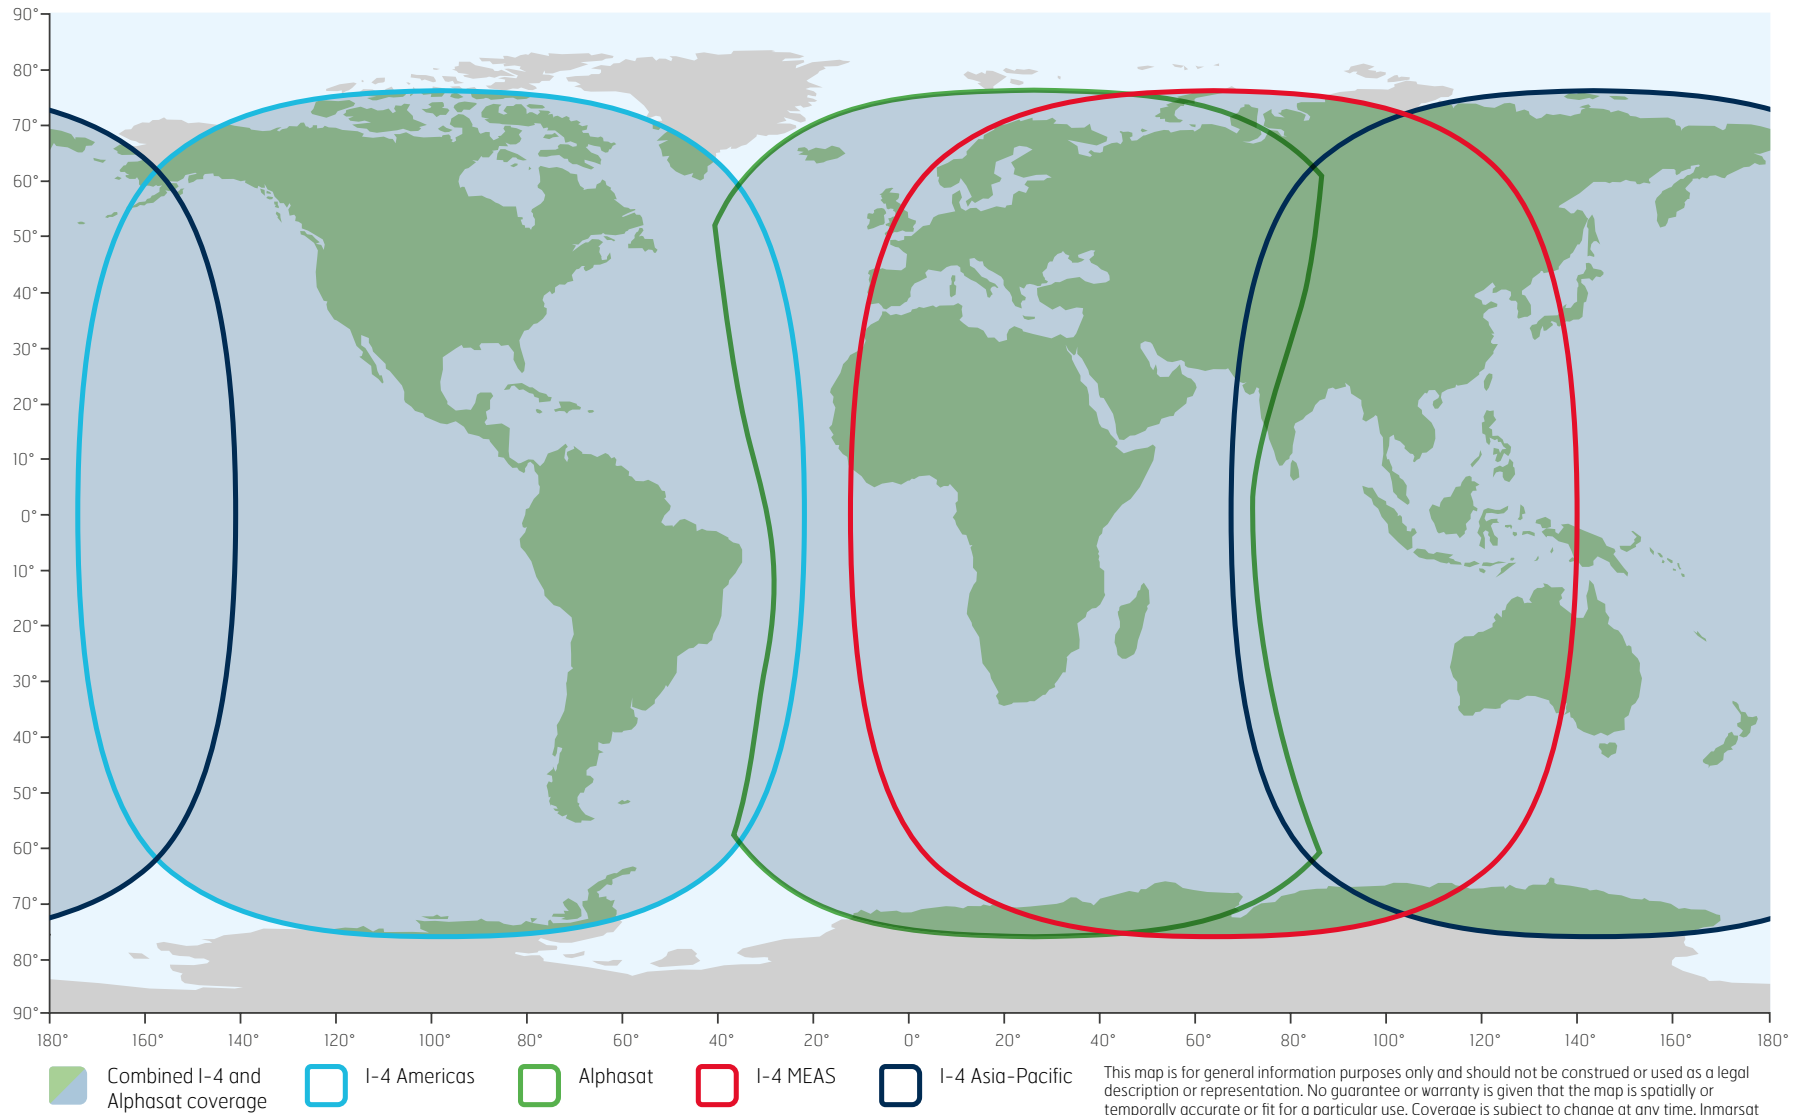 90°
80°
70°
60°
50°
40°
30°
20°
10°
0°
10°
20°
30°
40°
50°
60°
70°
80°
90°
180° 160° 140° 120° 100° 80° 60° 40° 20° 0° 20° 40° 60° 80° 100° 120° 140° 160° 180°
Combined I-4 and
Alphasat coverage
I-4 Americas
Alphasat
I-4 MEAS
I-4 Asia-Pacific
This map is for general information purposes only and should not be construed or used as a legal
description or representation. No guarantee or warranty is given that the map is spatially or
temporally accurate or fit for a particular use. Coverage is subject to change at any time. Inmarsat